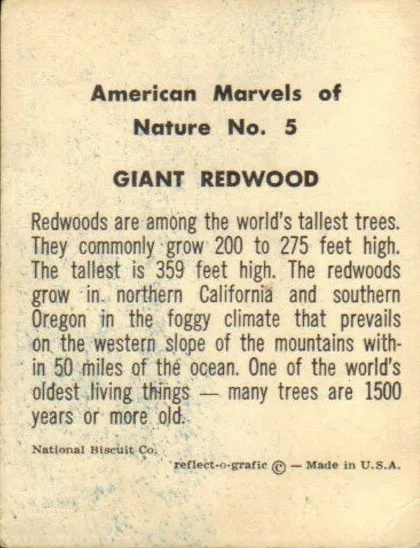 American Marvels of
Nature No. 5
GIANT REDWOOD
Redwoods are among the world's tallest trees.
They commonly grow 200 to 275 feet high.
The tallest is 359 feet high. The redwoods
grow in northern California and southern
Oregon in the foggy climate that prevails
on the western slope of the mountains with-
in 50 miles of the ocean. One of the world's
oldest living things — many trees are 1500
years or more old.
National Biscuit Co.
reflect-o-grafic © — Made in U.S.A.